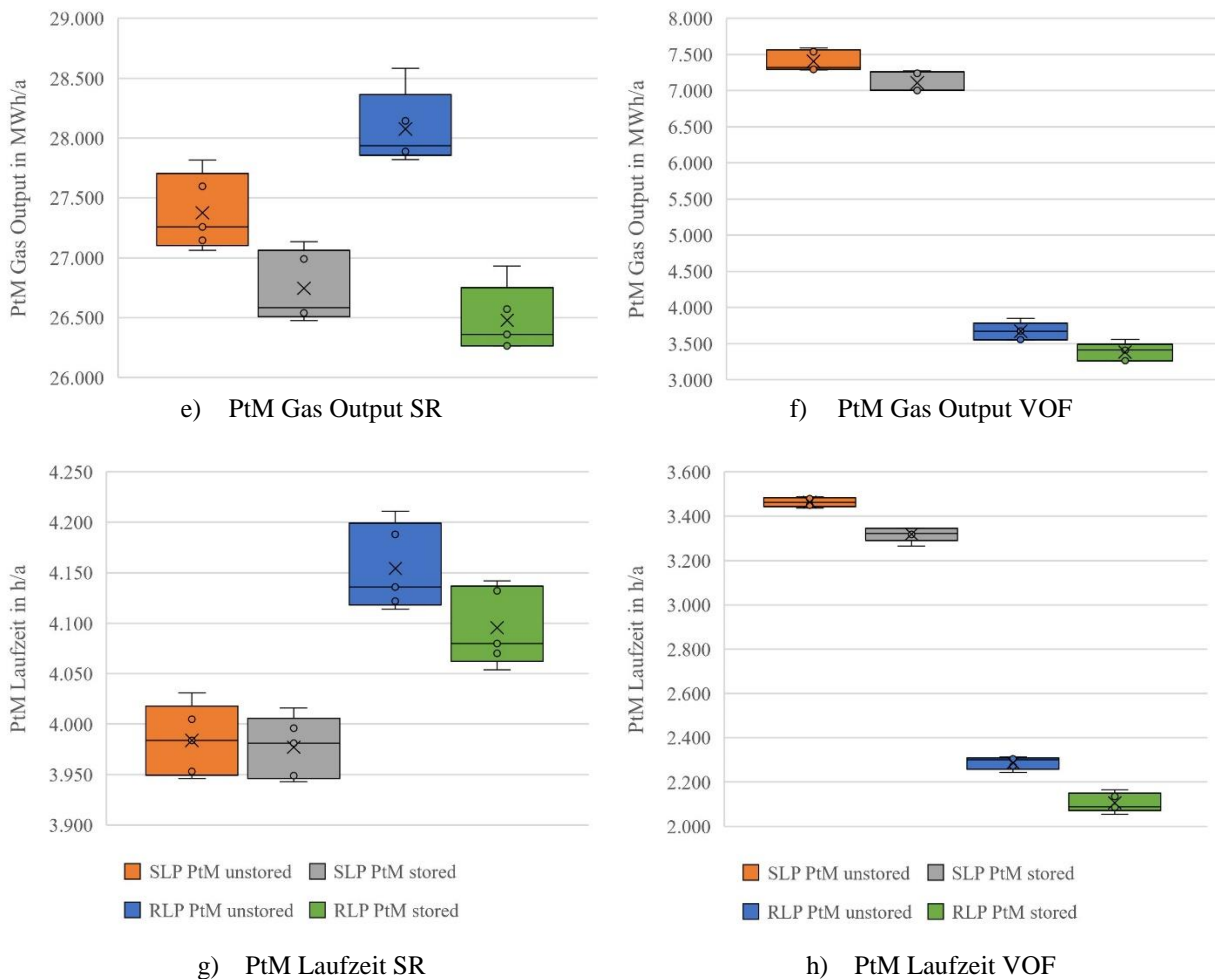 PtM Gas Output in MWh/a
29.000
28.500
28.000
27.500
27.000
26.500
26.000
e) PtM Gas Output SR
PtM Gas Output in MWh/a
8.000
7.500
7.000
6.500
6.000
5.500
5.000
4.500
4.000
3.500
3.000
f) PtM Gas Output VOF
PtM Laufzeit in h/a
4.250
4.200
4.150
4.100
4.050
4.000
3.950
3.900
SLP PtM unstored
SLP PtM stored
RLP PtM unstored
RLP PtM stored
g) PtM Laufzeit SR
PtM Laufzeit in h/a
3.600
3.400
3.200
3.000
2.800
2.600
2.400
2.200
2.000
SLP PtM unstored
SLP PtM stored
RLP PtM unstored
RLP PtM stored
h) PtM Laufzeit VOF